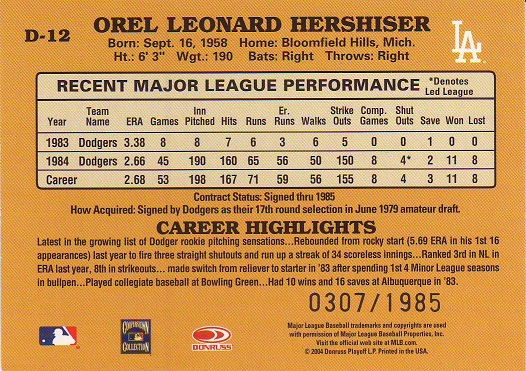 D-12
OREL LEONARD HERSHISER
Born: Sept. 16, 1958 Home: Bloomfield Hills, Mich.
Ht.: 6' 3" Wgt.: 190 Bats: Right Throws: Right
LA
RECENT MAJOR LEAGUE PERFORMANCE *Denotes Led League
Year Team Name ERA Games Inn Pitched Hits Runs Er. Runs Walks Strike Outs Comp. Games Shut Outs Save Won Lost
1983 Dodgers 3.38 8 8 7 6 3 6 5 0 0 1 0 0
1984 Dodgers 2.66 45 190 160 65 56 50 150 8 4* 2 11 8
Career 2.68 53 198 167 71 59 56 155 8 4 3 11 8
Contract Status: Signed thru 1985
How Acquired: Signed by Dodgers as their 17th round selection in June 1979 amateur draft.
CAREER HIGHLIGHTS
Latest in the growing list of Dodger rookie pitching sensations...Rebounded from rocky start (5.69 ERA in his 1st 16
appearances) last year to fire three straight shutouts and run up a streak of 34 scoreless innings...Ranked 3rd in NL in
ERA last year, 8th in strikeouts... made switch from reliever to starter in '83 after spending 1st 4 Minor League seasons
in bullpen...Played collegiate baseball at Bowling Green...Had 10 wins and 16 saves at Albuquerque in '83.
0307/1985
COOPERSTOWN
COLLECTION
DONRUSS
Major League Baseball trademarks and copyrights are used
with permission of Major League Baseball Properties, Inc.
Visit the official web site at MLB.com.
© 2004 Donruss Playoff L.P. Printed in the USA.